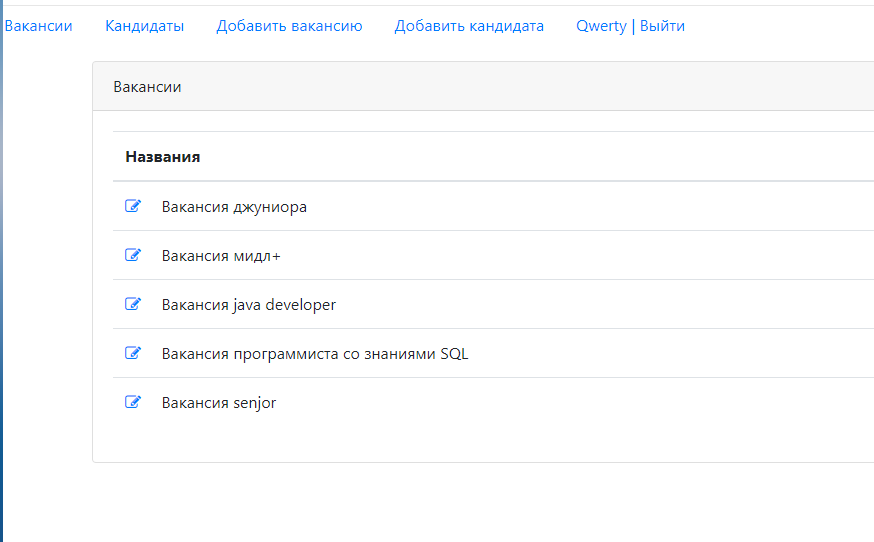 Вакансии Кандидаты Добавить вакансию Добавить кандидата Qwerty | Выйти
Вакансии
Названия
Вакансия джуниора
Вакансия мидл+
Вакансия java developer
Вакансия программиста со знаниями SQL
Вакансия senjor